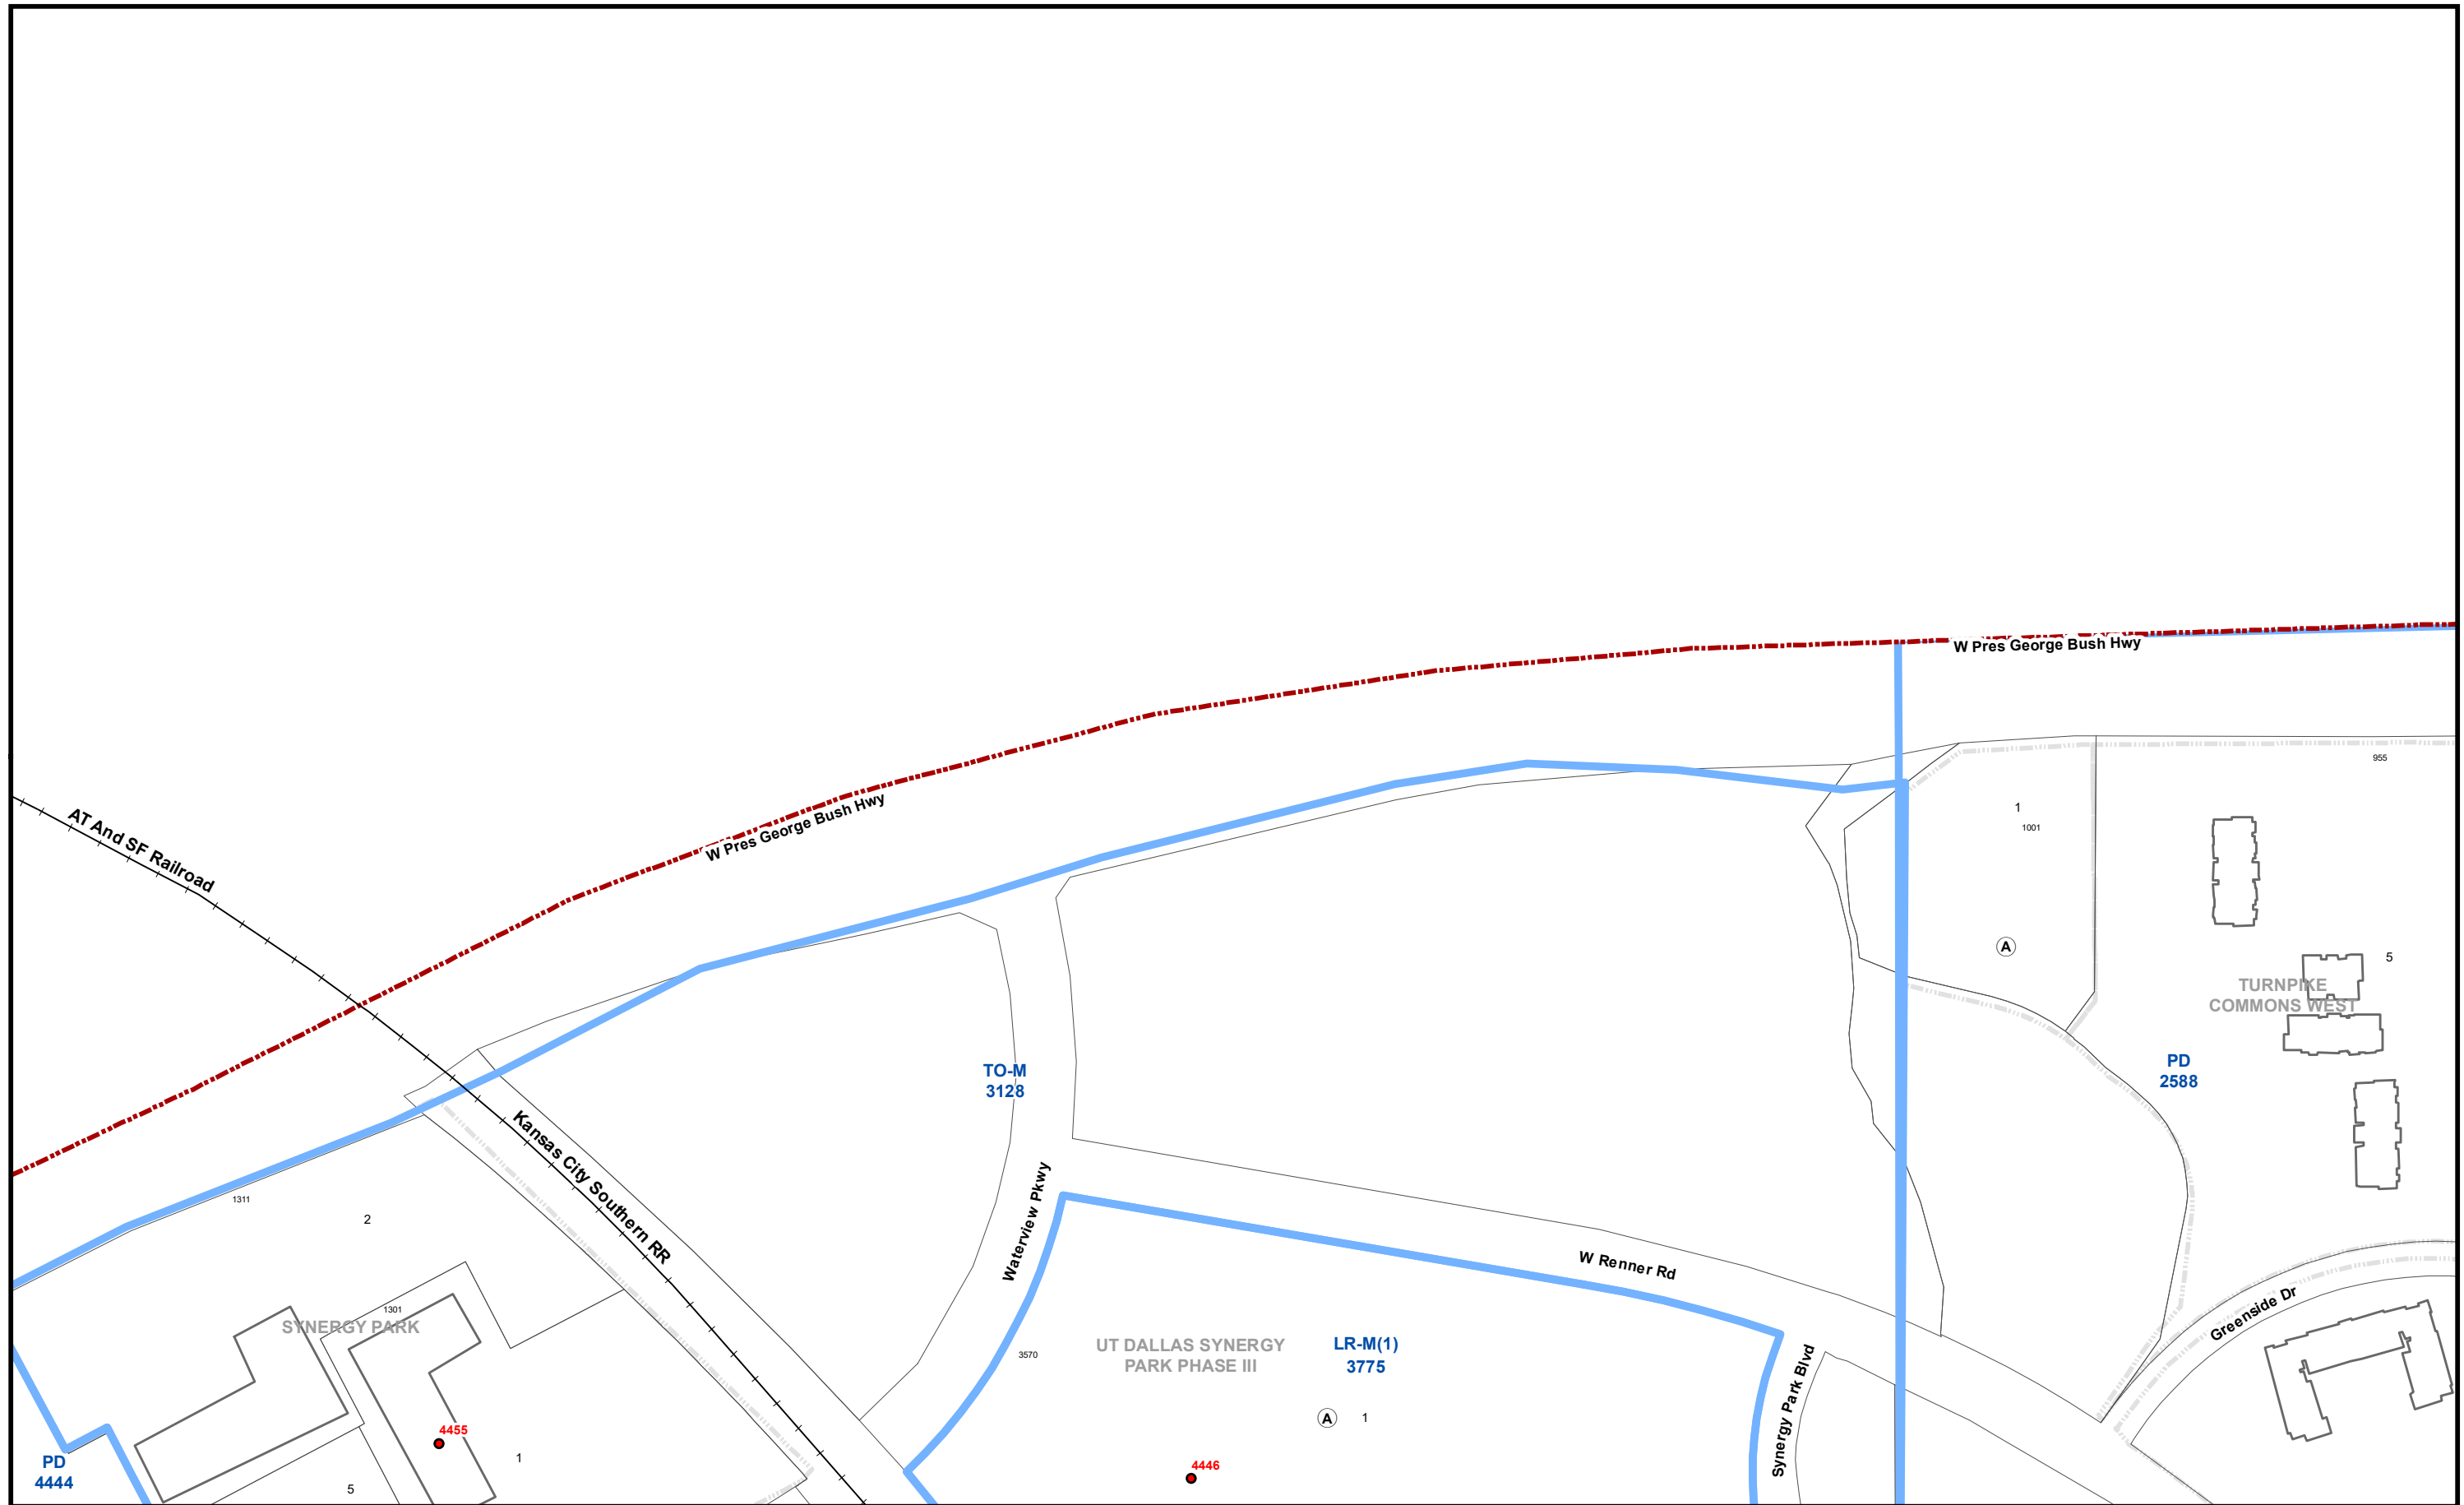 W Pres George Bush Hwy
955
W Pres George Bush Hwy
AT And SF Railroad
1
1001
A
5
TURNPIKE
COMMONS WEST
TO-M
3128
PD
2588
Kansas City Southern RR
1311
2
Waterview Pkwy
W Renner Rd
1301
SYNERGY PARK
Greenside Dr
UT DALLAS SYNERGY
PARK PHASE III
LR-M(1)
3775
3570
Synergy Park Blvd
A
1
4455
1
PD
4444
5
4446